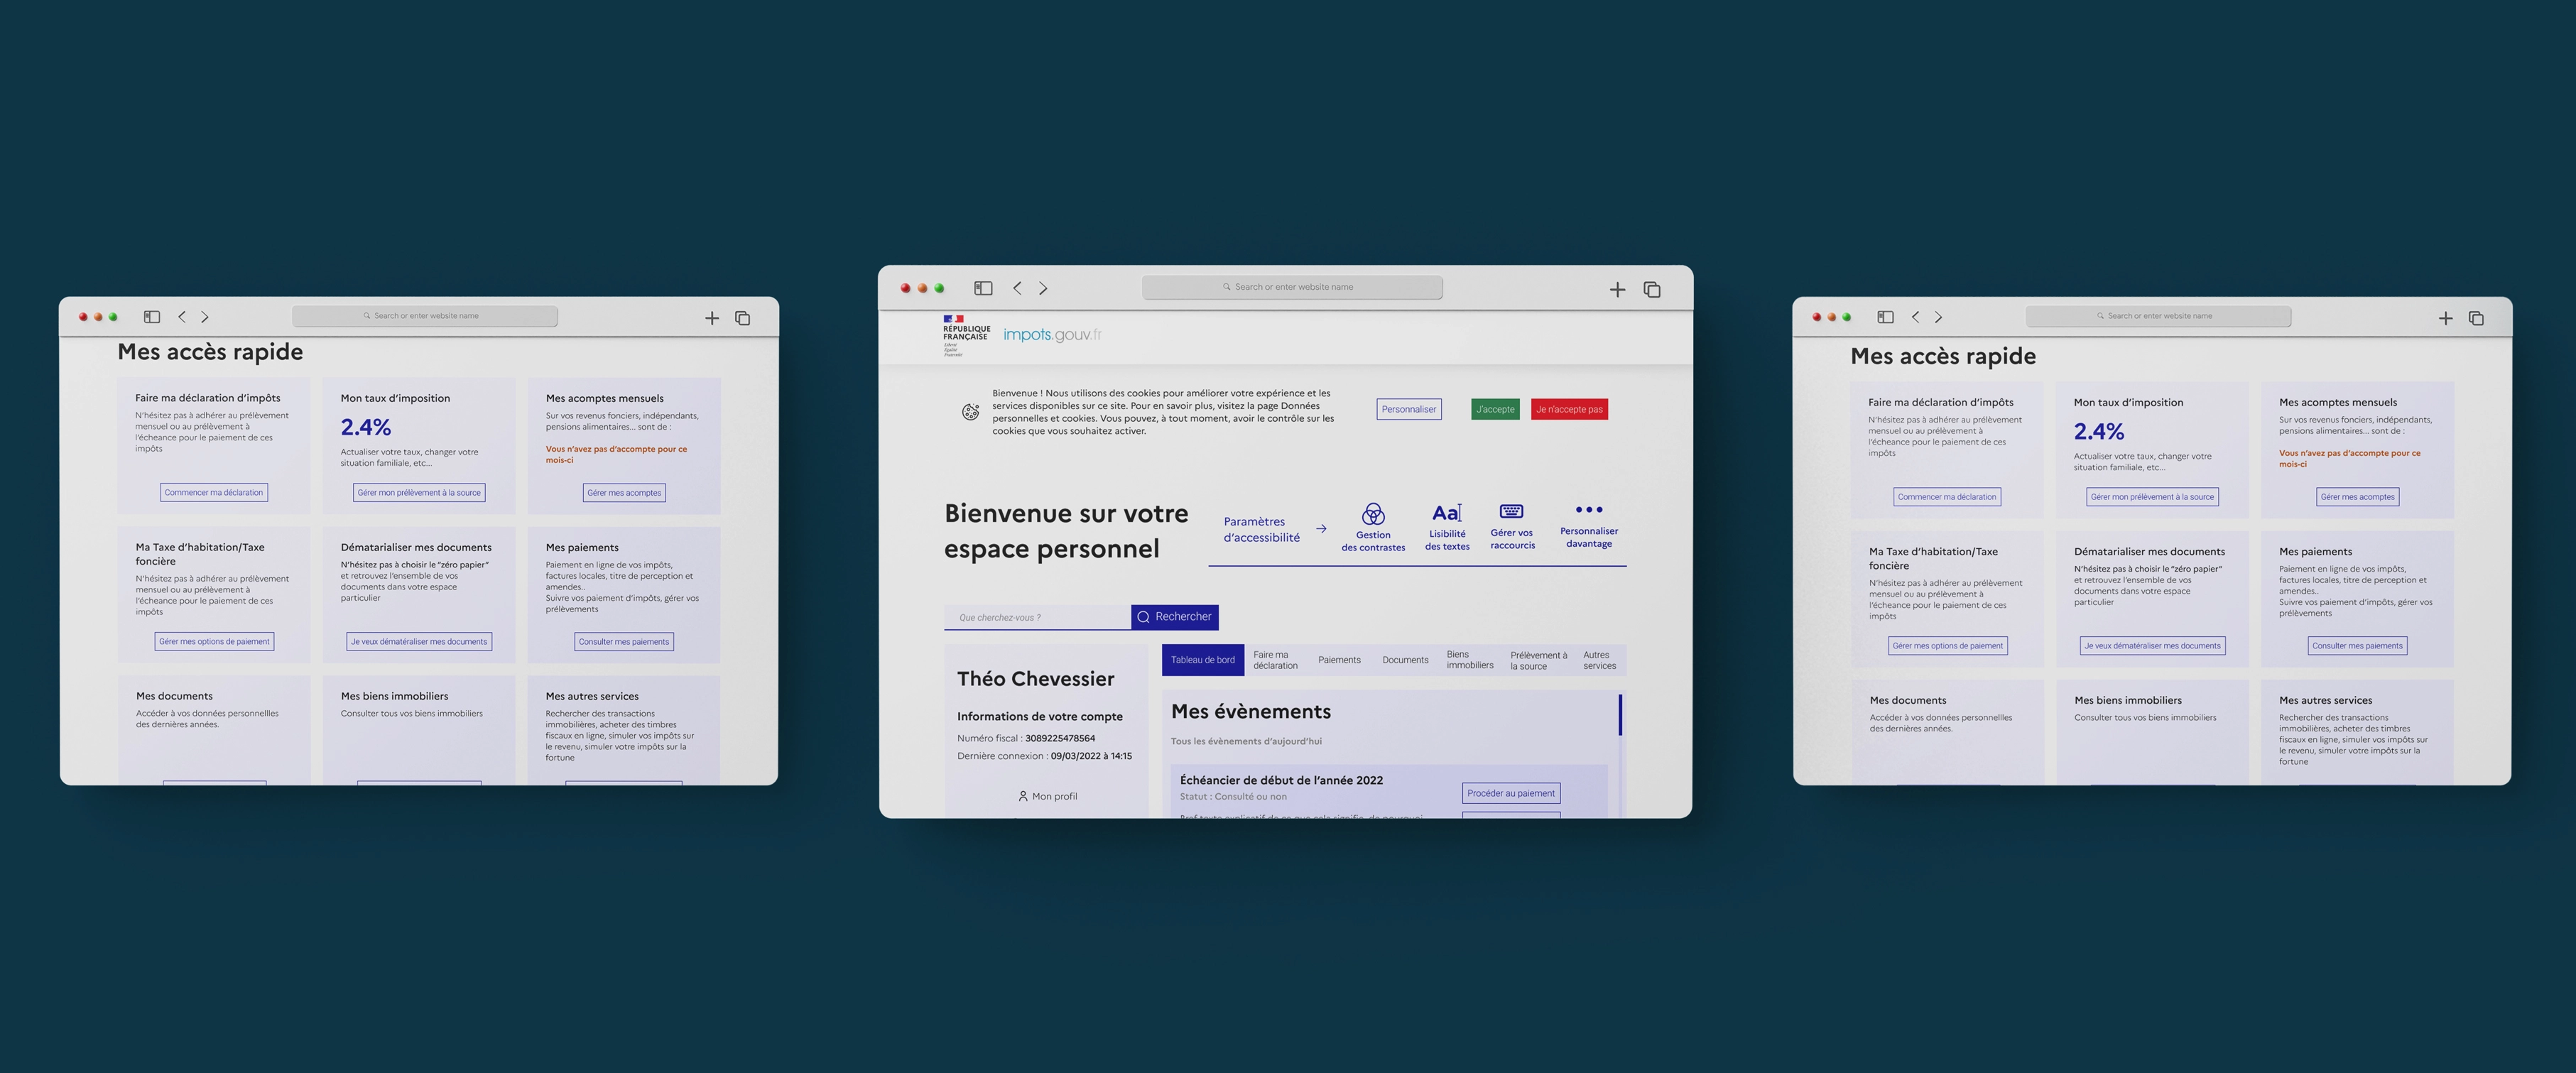 Search or enter website name
Mes accès rapide
Faire ma déclaration d'impôts
N'hésitez pas à adhérer au prélèvement
mensuel ou au prélèvement à
l'écheance pour le paiement de ces
impôts
Commencer ma déclaration
Mon taux d'imposition
2.4%
Actualiser votre taux, changer votre
situation familiale, etc...
Gérer mon prélèvement à la source
Mes acomptes mensuels
Sur vos revenus fonciers, indépendants,
pensions alimentaires... sont de :
Vous n'avez pas d'accompte pour ce
mois-ci
Gérer mes acomptes
Ma Taxe d'habitation/Taxe
foncière
N'hésitez pas à adhérer au prélèvement
mensuel ou au prélèvement à
l'écheance pour le paiement de ces
impôts
Gérer mes options de paiement
Dématarialiser mes documents
N'hésitez pas à choisir le "zéro papier"
et retrouvez l'ensemble de vos
documents dans votre espace
particulier
Je veux dématéraliser mes documents
Mes paiements
Paiement en ligne de vos impôts,
factures locales, titre de perception et
amendes..
Suivre vos paiement d'impôts, gérer vos
prélèvements
Consulter mes paiements
Mes documents
Accéder à vos données personnellles
des dernières années.
Mes biens immobiliers
Consulter tous vos biens immobiliers
Mes autres services
Rechercher des transactions
immobilières, acheter des timbres
fiscaux en ligne, simuler vos impôts sur
le revenu, simuler votre impôts sur la
fortune
Search or enter website name
RÉPUBLIQUE
FRANÇAISE
Liberté
Égalité
Fraternité
impots.gouv.fr
Bienvenue ! Nous utilisons des cookies pour améliorer votre expérience et les
services disponibles sur ce site. Pour en savoir plus, visitez la page Données
personnelles et cookies. Vous pouvez, à tout moment, avoir le contrôle sur les
cookies que vous souhaitez activer.
Personnaliser
J'accepte
Je n'accepte pas
Bienvenue sur votre
espace personnel
Paramètres
d'accessibilité
Gestion
des contrastes
Aa
Lisibilité
des textes
Gérer vos
raccourcis
Personnaliser
davantage
Que cherchez-vous ?
Rechercher
Théo Chevessier
Informations de votre compte
Numéro fiscal : 3089225478564
Dernière connexion : 09/03/2022 à 14:15
Mon profil
Tableau de bord
Faire ma
déclaration
Paiements
Documents
Biens
immobiliers
Prélèvement à
la source
Autres
services
Mes évènements
Tous les évènements d'aujourd'hui
Échéancier de début de l'année 2022
Statut : Consulté ou non
Procéder au paiement
Search or enter website name
Mes accès rapide
Faire ma déclaration d'impôts
N'hésitez pas à adhérer au prélèvement
mensuel ou au prélèvement à
l'écheance pour le paiement de ces
impôts
Commencer ma déclaration
Mon taux d'imposition
2.4%
Actualiser votre taux, changer votre
situation familiale, etc...
Gérer mon prélèvement à la source
Mes acomptes mensuels
Sur vos revenus fonciers, indépendants,
pensions alimentaires... sont de :
Vous n'avez pas d'accompte pour ce
mois-ci
Gérer mes acomptes
Ma Taxe d'habitation/Taxe
foncière
N'hésitez pas à adhérer au prélèvement
mensuel ou au prélèvement à
l'écheance pour le paiement de ces
impôts
Gérer mes options de paiement
Dématarialiser mes documents
N'hésitez pas à choisir le "zéro papier"
et retrouvez l'ensemble de vos
documents dans votre espace
particulier
Je veux dématéraliser mes documents
Mes paiements
Paiement en ligne de vos impôts,
factures locales, titre de perception et
amendes..
Suivre vos paiement d'impôts, gérer vos
prélèvements
Consulter mes paiements
Mes documents
Accéder à vos données personnellles
des dernières années.
Mes biens immobiliers
Consulter tous vos biens immobiliers
Mes autres services
Rechercher des transactions
immobilières, acheter des timbres
fiscaux en ligne, simuler vos impôts sur
le revenu, simuler votre impôts sur la
fortune